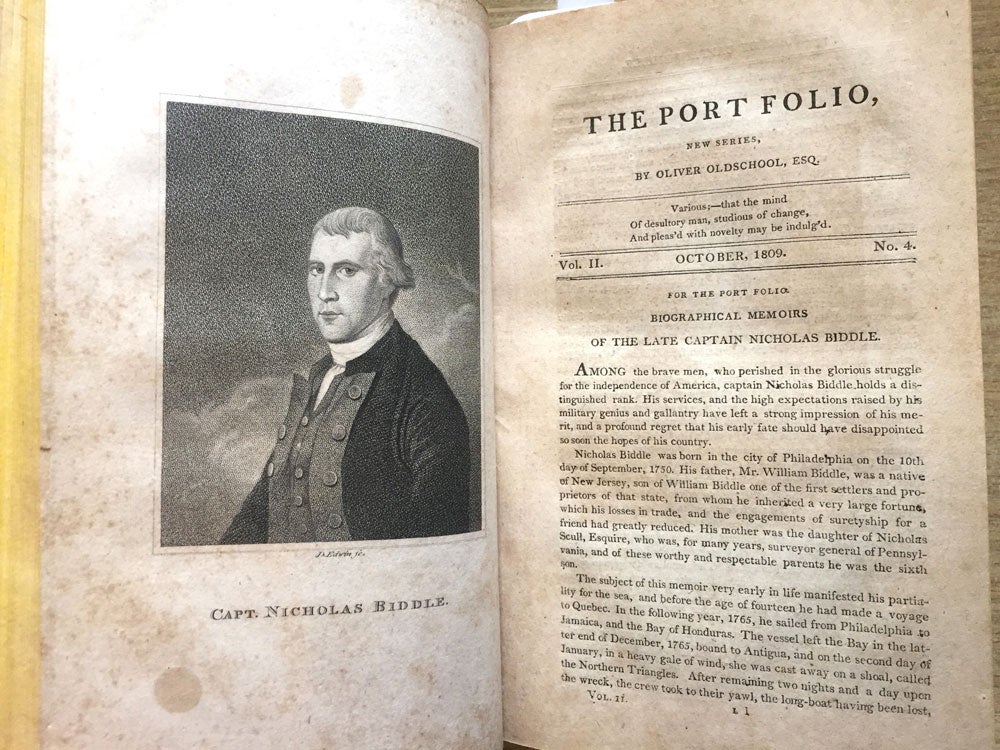 D. Edwin, sc.
CAPT. NICHOLAS BIDDLE.
THE PORT FOLIO,
NEW SERIES,
BY OLIVER OLDSCHOOL, ESQ.
Various;—that the mind
Of desultory man, studious of change,
And pleas'd with novelty may be indulg'd.
Vol. II. OCTOBER, 1809. No. 4.
FOR THE PORT FOLIO.
BIOGRAPHICAL MEMOIRS
OF THE LATE CAPTAIN NICHOLAS BIDDLE.
AMONG the brave men, who perished in the glorious struggle
for the independence of America, captain Nicholas Biddle holds a dis-
tinguished rank. His services, and the high expectations raised by his
military genius and gallantry have left a strong impression of his me-
rit, and a profound regret that his early fate should have disappointed
so soon the hopes of his country.
Nicholas Biddle was born in the city of Philadelphia on the 10th
day of September, 1750. His father, Mr. William Biddle, was a native
of New Jersey, son of William Biddle one of the first settlers and pro-
prietors of that state, from whom he inherited a very large fortune,
which his losses in trade, and the engagements of suretyship for a
friend had greatly reduced. His mother was the daughter of Nicholas
Scull, Esquire, who was, for many years, surveyor general of Pennsyl-
vania, and of these worthy and respectable parents he was the sixth
son.
The subject of this memoir very early in life manifested his partia-
lity for the sea, and before the age of fourteen he had made a voyage
to Quebec. In the following year, 1765, he sailed from Philadelphia to
Jamaica, and the Bay of Honduras. The vessel left the Bay in the lat-
ter end of December, 1765, bound to Antigua, and on the second day of
January, in a heavy gale of wind, she was cast away on a shoal, called
the Northern Triangles. After remaining two nights and a day upon
the wreck, the crew took to their yawl, the long-boat having been lost,
VOL. II. L l